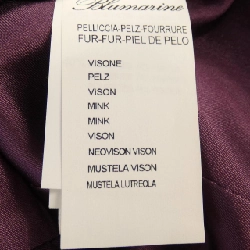 Blumarine
PELLICCIA-PELZ-FOURRURE
FUR-FUR-PIEL DE PELO
VISONE
PELZ
VISON
MINK
MINK
VISON
NEOVISON VISON
MUSTELA VISON
MUSTELA LUTREOLA